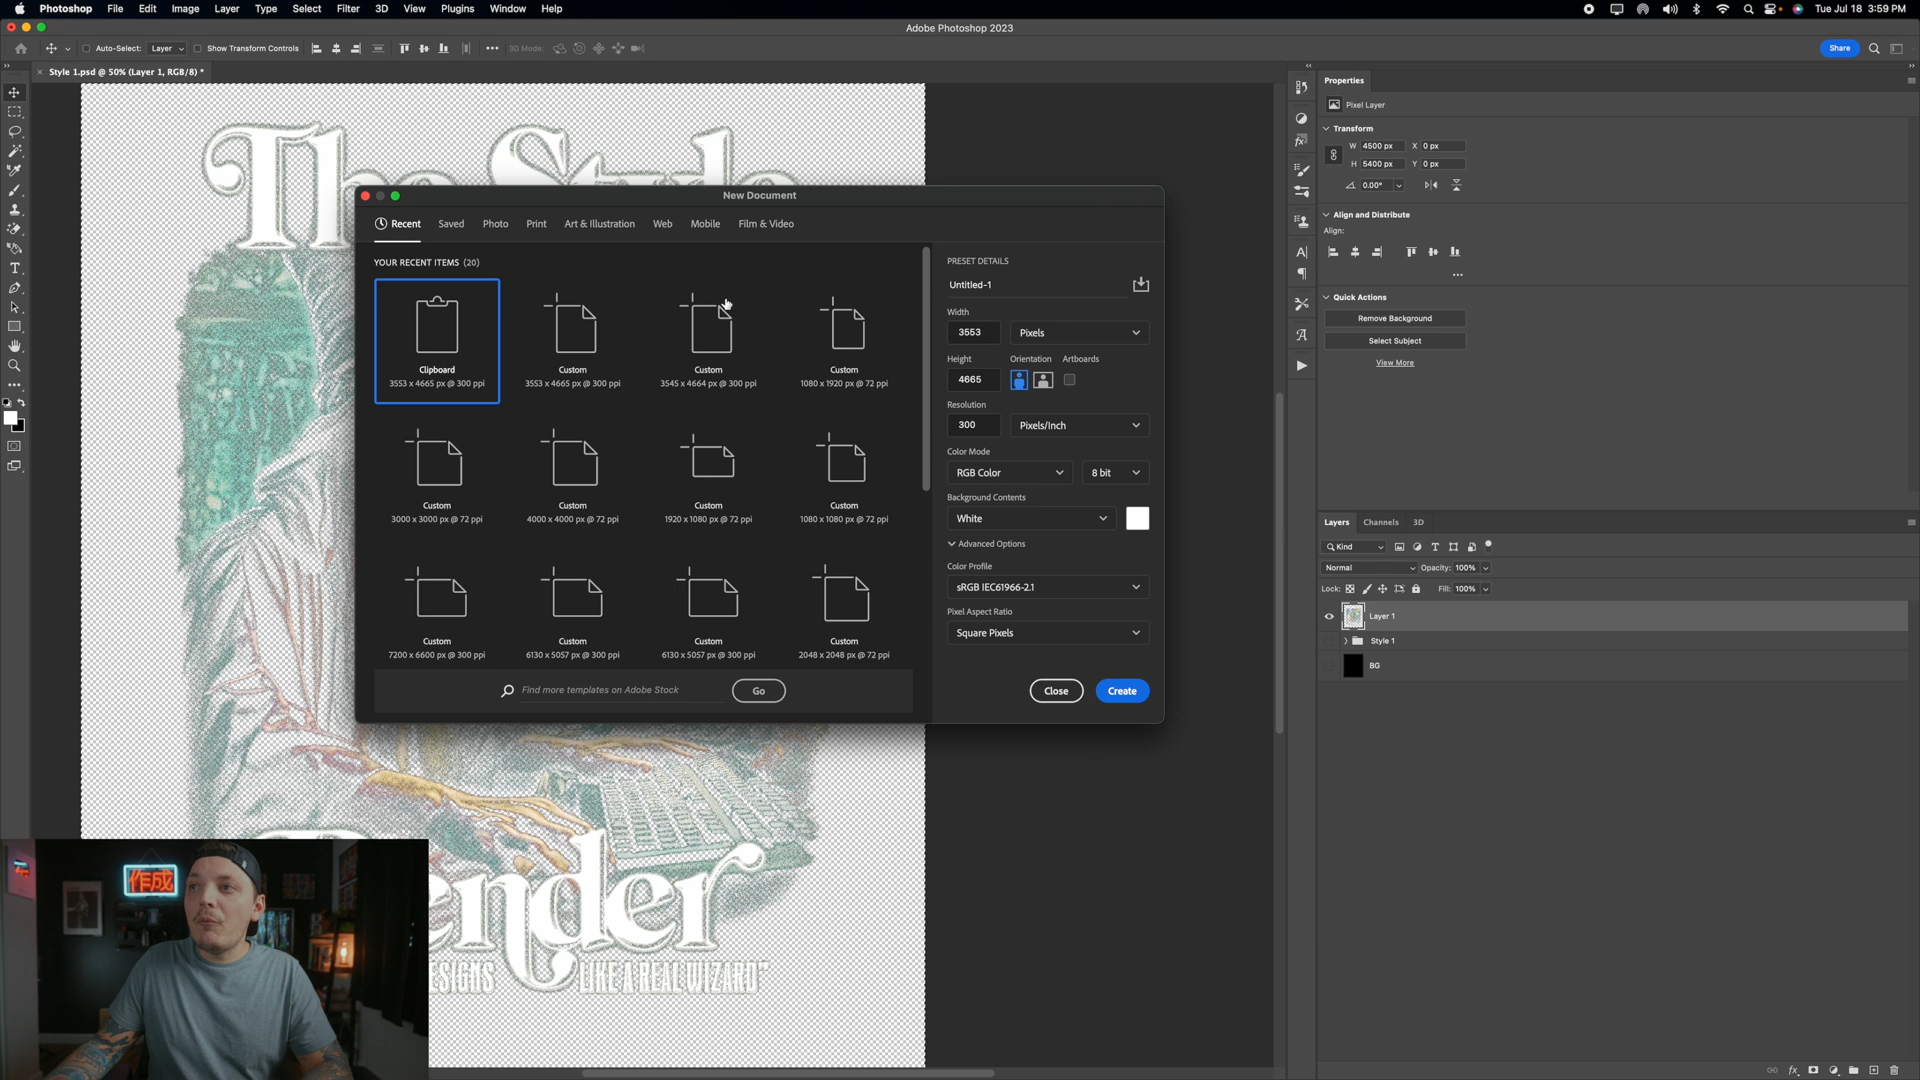 Photoshop File Edit Image Layer Type Select Filter 3D View Plugins Window Help
Tue Jul 18 3:59 PM
Adobe Photoshop 2023
Auto-Select: Layer Show Transform Controls 3D Mode: Share
Style 1.psd @ 50% (Layer 1, RGB/8) *
The Style
New Document
Recent Saved Photo Print Art & Illustration Web Mobile Film & Video
YOUR RECENT ITEMS (20)
Clipboard
3553 x 4665 px @ 300 ppi
Custom
3553 x 4665 px @ 300 ppi
Custom
3545 x 4664 px @ 300 ppi
Custom
1080 x 1920 px @ 72 ppi
Custom
3000 x 3000 px @ 72 ppi
Custom
4000 x 4000 px @ 72 ppi
Custom
1920 x 1080 px @ 72 ppi
Custom
1080 x 1080 px @ 72 ppi
Custom
7200 x 6600 px @ 300 ppi
Custom
6130 x 5057 px @ 300 ppi
Custom
6130 x 5057 px @ 300 ppi
Custom
2048 x 2048 px @ 72 ppi
Find more templates on Adobe Stock Go
PRESET DETAILS
Untitled-1
Width
3553 Pixels
Height Orientation Artboards
4665
Resolution
300 Pixels/Inch
Color Mode
RGB Color 8 bit
Background Contents
White
Advanced Options
Color Profile
sRGB IEC61966-2.1
Pixel Aspect Ratio
Square Pixels
Close Create
Properties
Pixel Layer
Transform
W 4500 px X 0 px
H 5400 px Y 0 px
0.00°
Align and Distribute
Align:
Quick Actions
Remove Background
Select Subject
View More
Layers Channels 3D
Kind
Normal Opacity: 100%
Lock: Fill: 100%
Layer 1
Style 1
BG
ender
ESIGNS LIKE A REAL WIZARD"
作成